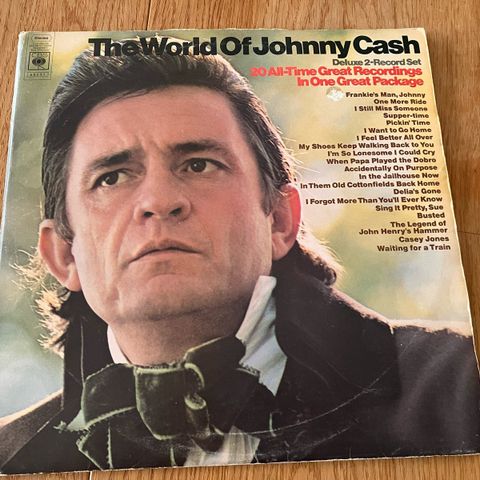 The World Of Johnny Cash
Deluxe 2-Record Set
20 All-Time Great Recordings
In One Great Package
Frankie's Man, Johnny
One More Ride
I Still Miss Someone
Supper-time
Pickin' Time
I Want to Go Home
I Feel Better All Over
My Shoes Keep Walking Back to You
I'm So Lonesome I Could Cry
When Papa Played the Dobro
Accidentally On Purpose
In the Jailhouse Now
In Them Old Cottonfields Back Home
Delia's Gone
I Forgot More Than You'll Ever Know
Sing It Pretty, Sue
Busted
The Legend of
John Henry's Hammer
Casey Jones
Waiting for a Train
CBS